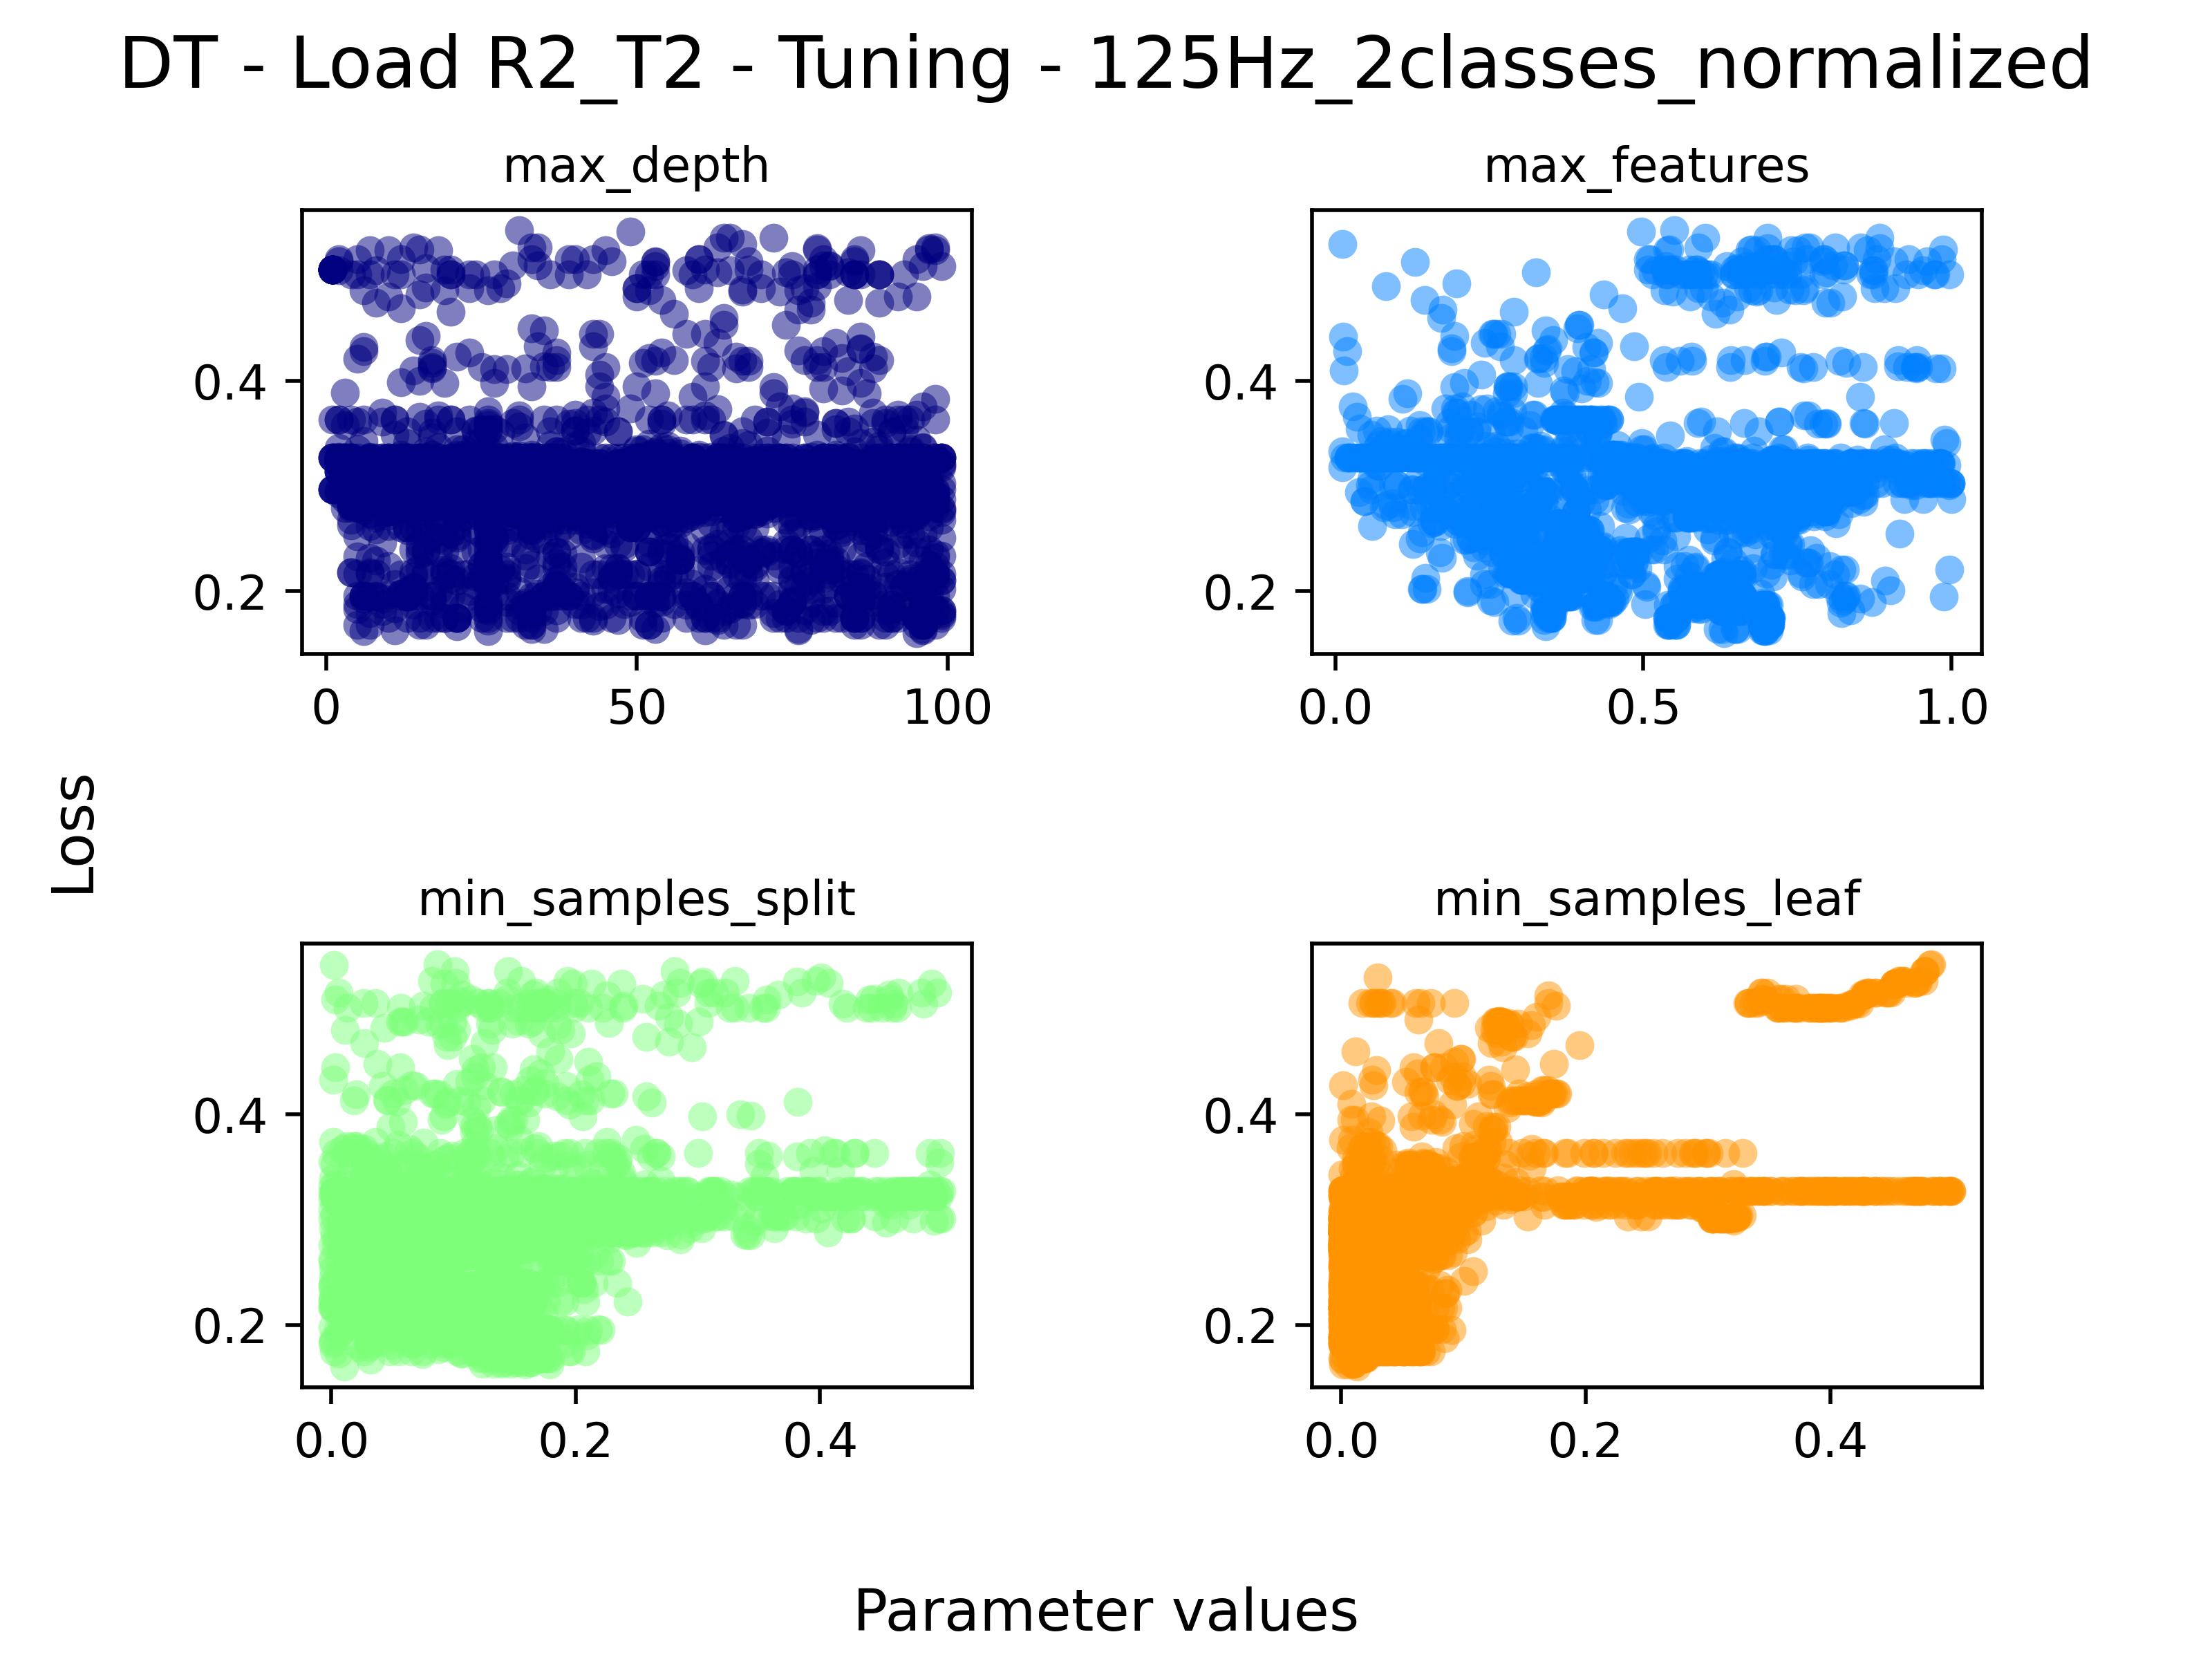 DT - Load R2_T2 - Tuning - 125Hz_2classes_normalized
max_depth
max_features
0.4
0.2
0
50
100
0.4
0.2
0.0
0.5
1.0
Loss
min_samples_split
min_samples_leaf
0.4
0.2
0.0
0.2
0.4
0.4
0.2
0.0
0.2
0.4
Parameter values